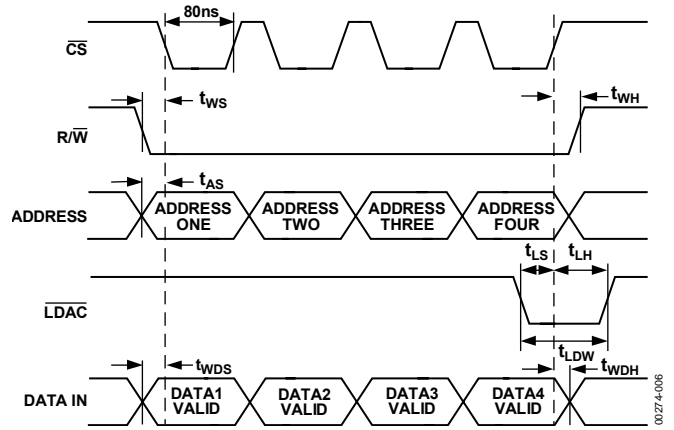 80ns
CS
tWS
tWH
R/W
tAS
ADDRESS
ADDRESS ONE
ADDRESS TWO
ADDRESS THREE
ADDRESS FOUR
tLS
tLH
LDAC
tLDW
tWDS
tWDH
DATA IN
DATA1 VALID
DATA2 VALID
DATA3 VALID
DATA4 VALID
00274-006